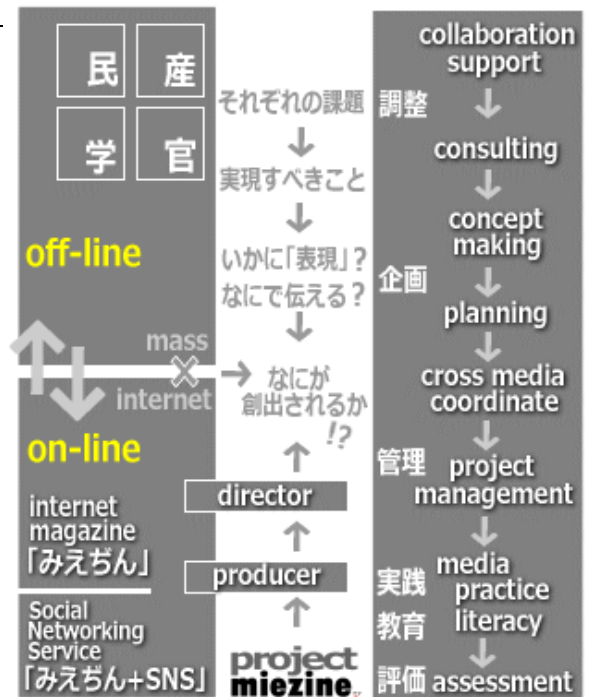 民 産
学 官
off-line
mass
internet
on-line
internet
magazine
「みえぢん」
Social
Networking
Service
「みえぢん+SNS」
それぞれの課題
実現すべきこと
いかに「表現」?
なにで伝える?
なにが
創出されるか
!?
director
producer
project
miezine
collaboration
support
調整
consulting
concept
making
企画
planning
cross media
coordinate
管理 project
management
実践 media
practice
教育 literacy
評価 assessment